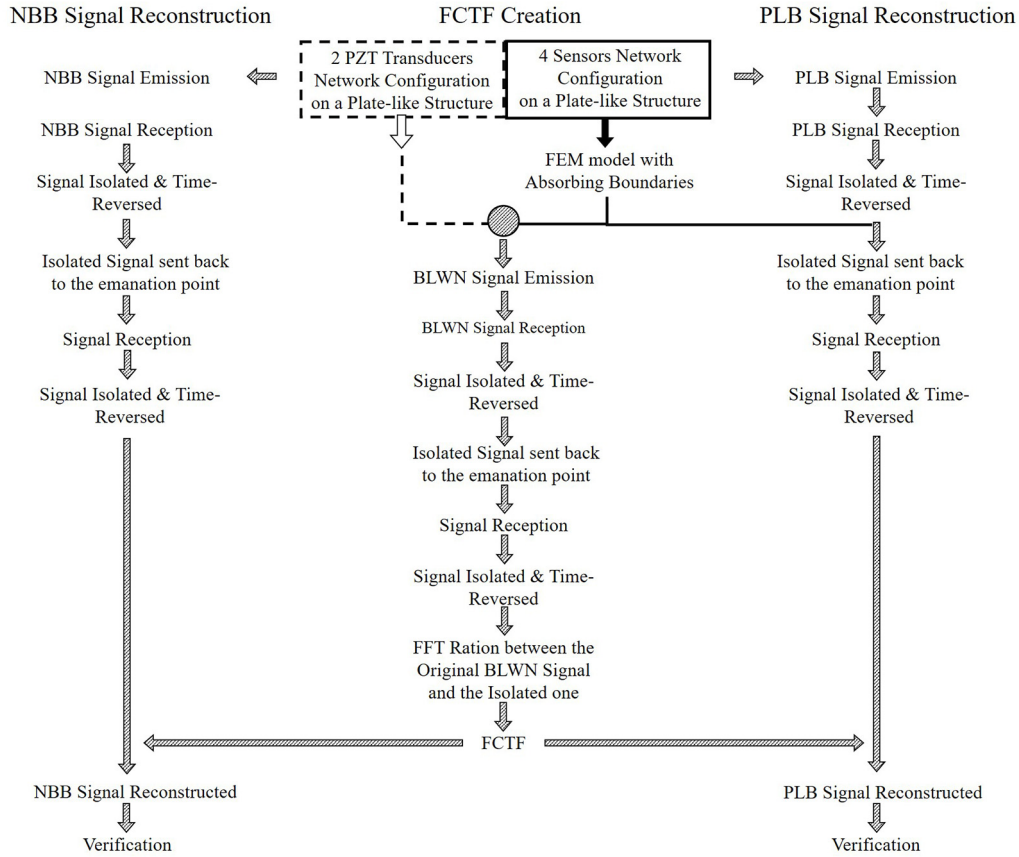 NBB Signal Reconstruction
NBB Signal Emission
NBB Signal Reception
Signal Isolated & Time-
Reversed
Isolated Signal sent back
to the emanation point
Signal Reception
Signal Isolated & Time-
Reversed
NBB Signal Reconstructed
Verification
FCTF Creation
2 PZT Transducers
Network Configuration
on a Plate-like Structure
4 Sensors Network
Configuration
on a Plate-like Structure
FEM model with
Absorbing Boundaries
BLWN Signal Emission
BLWN Signal Reception
Signal Isolated & Time-
Reversed
Isolated Signal sent back
to the emanation point
Signal Reception
Signal Isolated & Time-
Reversed
FFT Ration between the
Original BLWN Signal
and the Isolated one
FCTF
PLB Signal Reconstruction
PLB Signal Emission
PLB Signal Reception
Signal Isolated & Time-
Reversed
Isolated Signal sent back
to the emanation point
Signal Reception
Signal Isolated & Time-
Reversed
PLB Signal Reconstructed
Verification